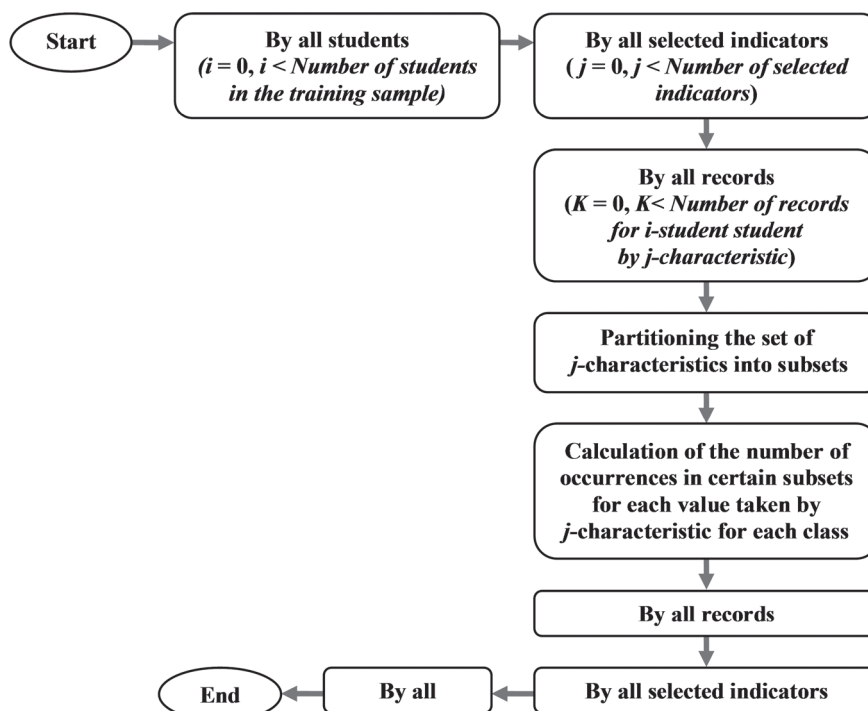 Start
By all students
(i = 0, i < Number of students
in the training sample)
By all selected indicators
( j = 0, j < Number of selected
indicators)
By all records
(K = 0, K< Number of records
for i-student student
by j-characteristic)
Partitioning the set of
j-characteristics into subsets
Calculation of the number of
occurrences in certain subsets
for each value taken by
j-characteristic for each class
By all records
By all selected indicators
By all
End